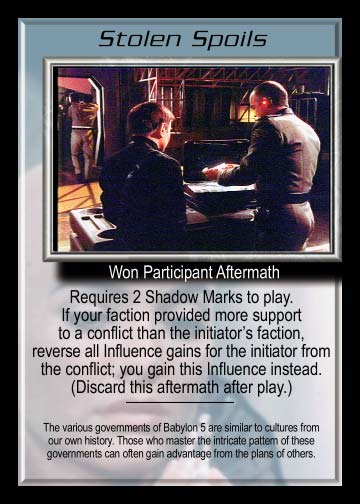 Stolen Spoils
Won Participant Aftermath
Requires 2 Shadow Marks to play.
If your faction provided more support
to a conflict than the initiator's faction,
reverse all Influence gains for the initiator from
the conflict; you gain this Influence instead.
(Discard this aftermath after play.)
The various governments of Babylon 5 are similar to cultures from
our own history. Those who master the intricate pattern of these
governments can often gain advantage from the plans of others.